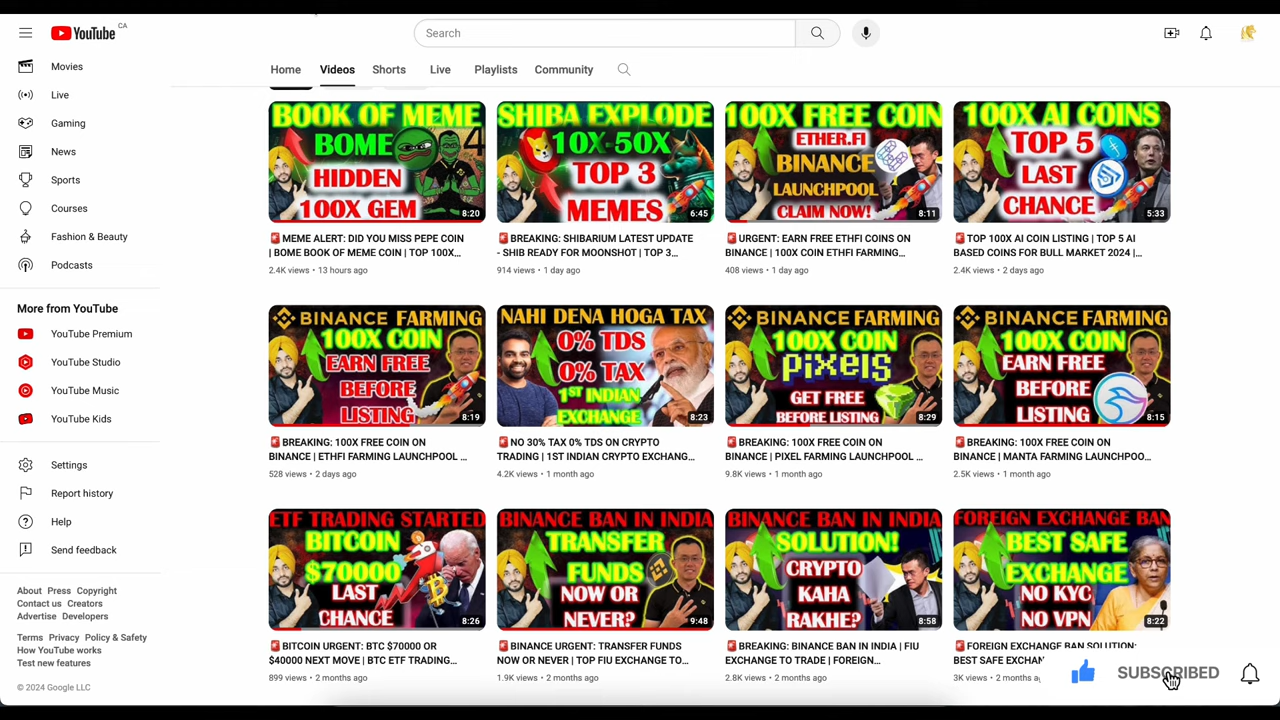 YouTube CA
Search
Movies
Live
Gaming
News
Sports
Courses
Fashion & Beauty
Podcasts
More from YouTube
YouTube Premium
YouTube Studio
YouTube Music
YouTube Kids
Settings
Report history
Help
Send feedback
About Press Copyright
Contact us Creators
Advertise Developers
Terms Privacy Policy & Safety
How YouTube works
Test new features
© 2024 Google LLC
Home Videos Shorts Live Playlists Community
BOOK OF MEME
BOME
4
HIDDEN
100X GEM
8:20
🚨MEME ALERT: DID YOU MISS PEPE COIN
| BOME BOOK OF MEME COIN | TOP 100X...
2.4K views • 13 hours ago
SHIBA EXPLODE
10X-50X
TOP 3
MEMES
6:45
🚨BREAKING: SHIBARIUM LATEST UPDATE
- SHIB READY FOR MOONSHOT | TOP 3...
914 views • 1 day ago
100X FREE COIN
ETHER.FI
BINANCE
LAUNCHPOOL
CLAIM NOW!
8:11
🚨URGENT: EARN FREE ETHFI COINS ON
BINANCE | 100X COIN ETHFI FARMING...
408 views • 1 day ago
100X AI COINS
TOP 5
LAST
CHANCE
5:33
🚨TOP 100X AI COIN LISTING | TOP 5 AI
BASED COINS FOR BULL MARKET 2024 |...
2.4K views • 2 days ago
BINANCE FARMING
100X COIN
EARN FREE
BEFORE
LISTING
8:19
🚨BREAKING: 100X FREE COIN ON
BINANCE | ETHFI FARMING LAUNCHPOOL ...
528 views • 2 days ago
NAHI DENA HOGA TAX
0% TDS
0% TAX
1ST INDIAN
EXCHANGE
8:23
🚨NO 30% TAX 0% TDS ON CRYPTO
TRADING | 1ST INDIAN CRYPTO EXCHANG...
4.2K views • 1 month ago
BINANCE FARMING
100X COIN
PIXELS
GET FREE
BEFORE LISTING
8:29
🚨BREAKING: 100X FREE COIN ON
BINANCE | PIXEL FARMING LAUNCHPOOL ...
9.8K views • 1 month ago
BINANCE FARMING
100X COIN
EARN FREE
BEFORE
LISTING
8:15
🚨BREAKING: 100X FREE COIN ON
BINANCE | MANTA FARMING LAUNCHPOO...
2.5K views • 1 month ago
ETF TRADING STARTED
BITCOIN
$70000
LAST
CHANCE
8:26
🚨BITCOIN URGENT: BTC $70000 OR
$40000 NEXT MOVE | BTC ETF TRADING...
899 views • 2 months ago
BINANCE BAN IN INDIA
TRANSFER
FUNDS
NOW OR
NEVER?
9:48
🚨BINANCE URGENT: TRANSFER FUNDS
NOW OR NEVER | TOP FIU EXCHANGE TO...
1.9K views • 2 months ago
BINANCE BAN IN INDIA
SOLUTION!
CRYPTO
KAHA
RAKHE?
8:58
🚨BREAKING: BINANCE BAN IN INDIA | FIU
EXCHANGE TO TRADE | FOREIGN...
2.8K views • 2 months ago
FOREIGN EXCHANGE BAN
BEST SAFE
EXCHANGE
NO KYC
NO VPN
8:22
🚨FOREIGN EXCHANGE BAN SOLUTION:
BEST SAFE EXCHAN
3K views • 2 months
SUBSCRIBED